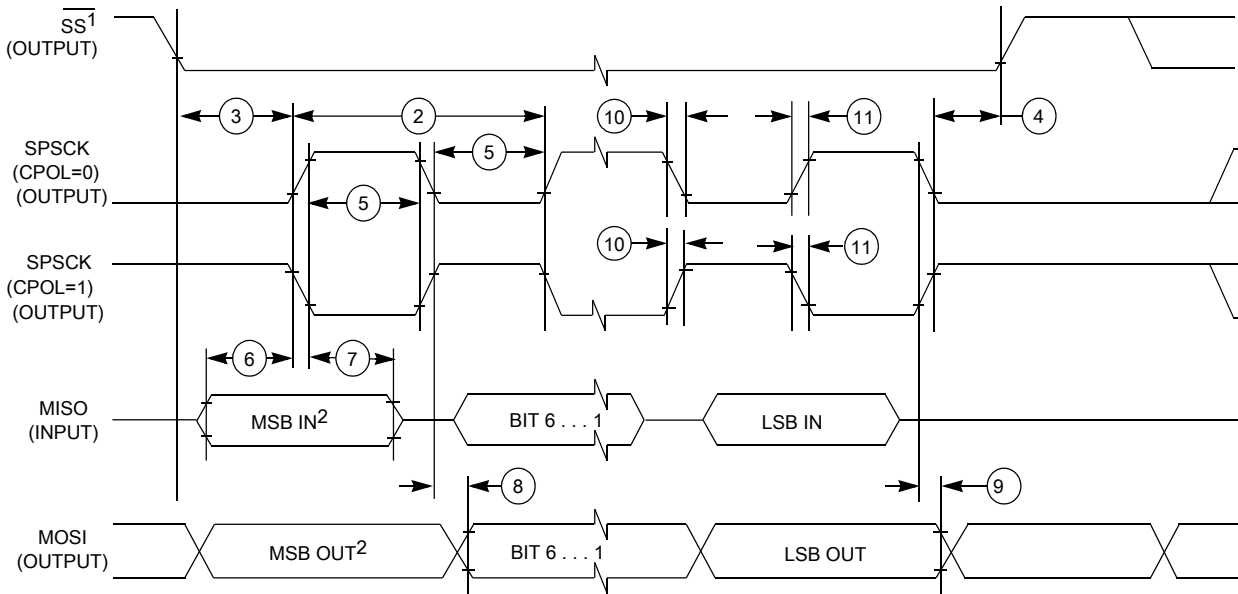 SS1
(OUTPUT)
3
2
10
11
4
SPSCK
(CPOL=0)
(OUTPUT)
5
5
10
11
SPSCK
(CPOL=1)
(OUTPUT)
6
7
MISO
(INPUT)
MSB IN2
BIT 6 . . . 1
LSB IN
8
9
MOSI
(OUTPUT)
MSB OUT2
BIT 6 . . . 1
LSB OUT